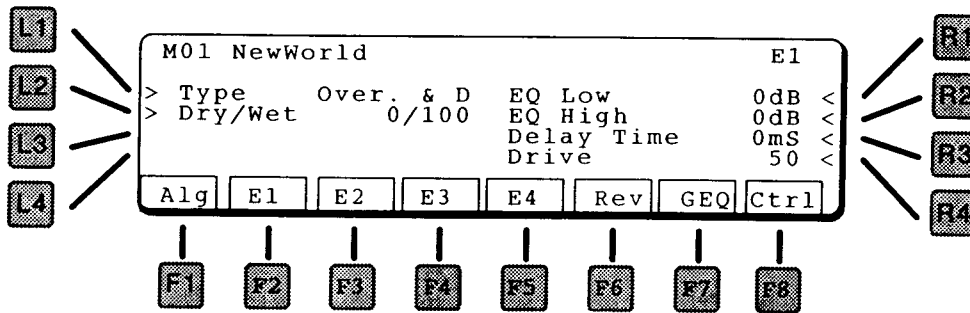 L1
L2
L3
L4
M01 NewWorld E1
> Type Over. & D EQ Low 0dB <
> Dry/Wet 0/100 EQ High 0dB <
Delay Time 0mS <
Drive 50 <
Alg E1 E2 E3 E4 Rev GEQ Ctrl
F1 F2 F3 F4 F5 F6 F7 F8
R1
R2
R3
R4